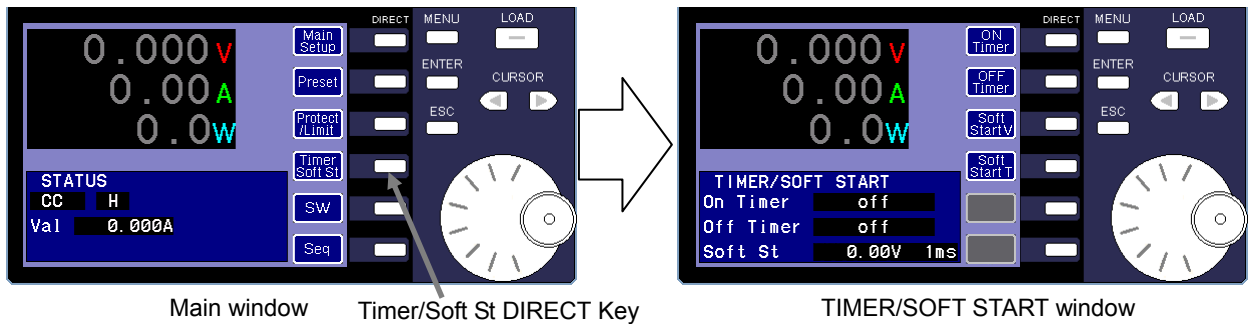 DIRECT
MENU
LOAD
0.000V
0.00A
0.0W
Main
Setup
Preset
Protect
/Limit
Timer
Soft St
SW
Seq
ENTER
CURSOR
ESC
STATUS
CC H
Val 0.000A
DIRECT
MENU
LOAD
0.000V
0.00A
0.0W
ON
Timer
OFF
Timer
Soft
StartV
Soft
StartT
ENTER
CURSOR
ESC
TIMER/SOFT START
On Timer off
Off Timer off
Soft St 0.00V 1ms
Main window
Timer/Soft St DIRECT Key
TIMER/SOFT START window